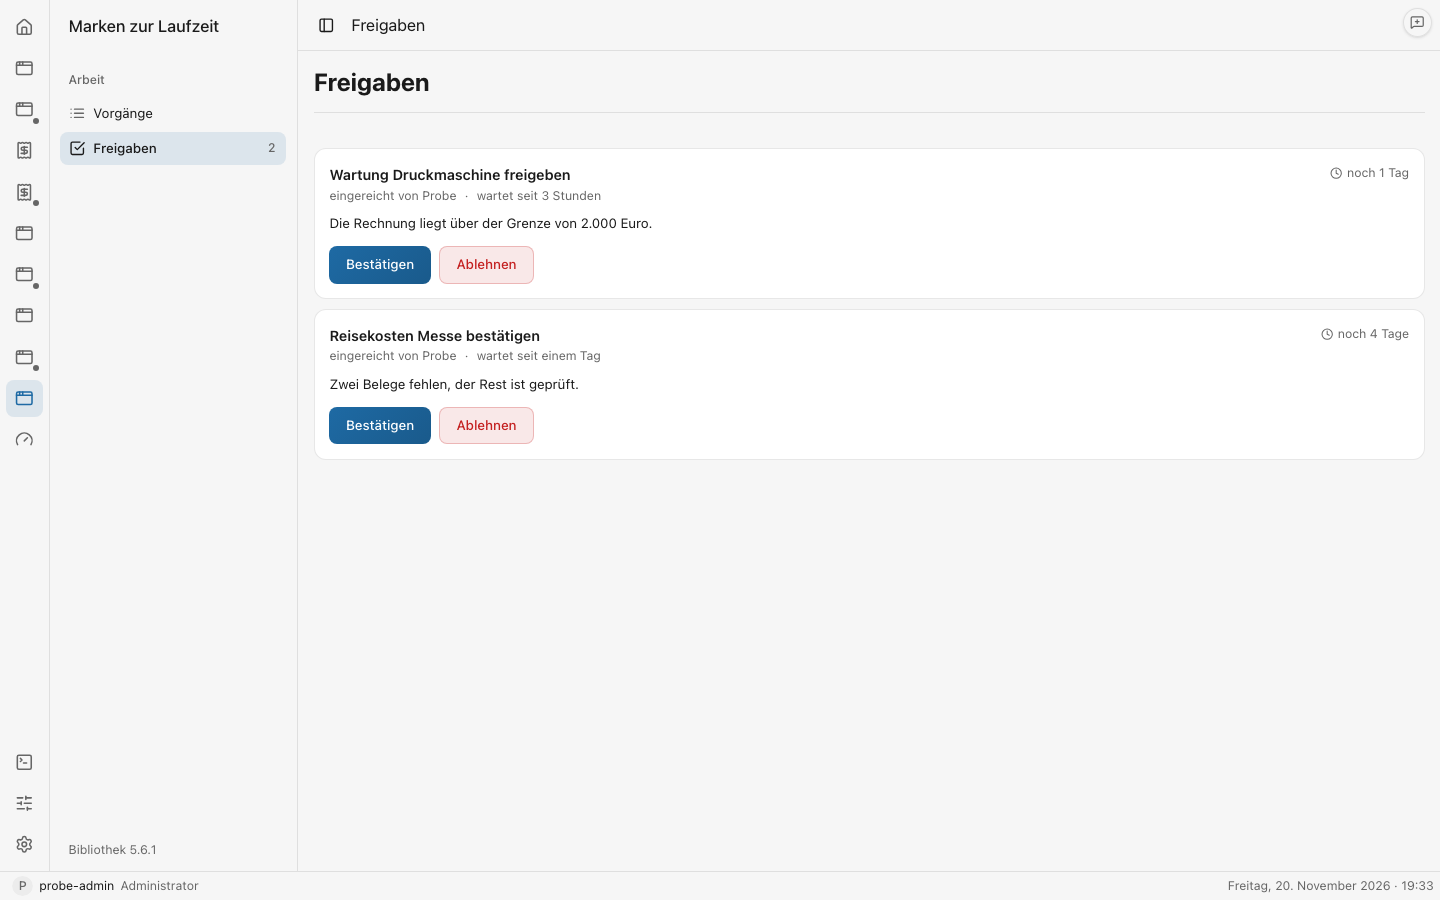 Marken zur Laufzeit
Arbeit
Vorgänge
Freigaben 2
Bibliothek 5.6.1
Freigaben
Freigaben
Wartung Druckmaschine freigeben
noch 1 Tag
eingereicht von Probe · wartet seit 3 Stunden
Die Rechnung liegt über der Grenze von 2.000 Euro.
Bestätigen Ablehnen
Reisekosten Messe bestätigen
noch 4 Tage
eingereicht von Probe · wartet seit einem Tag
Zwei Belege fehlen, der Rest ist geprüft.
Bestätigen Ablehnen
P probe-admin Administrator
Freitag, 20. November 2026 · 19:33